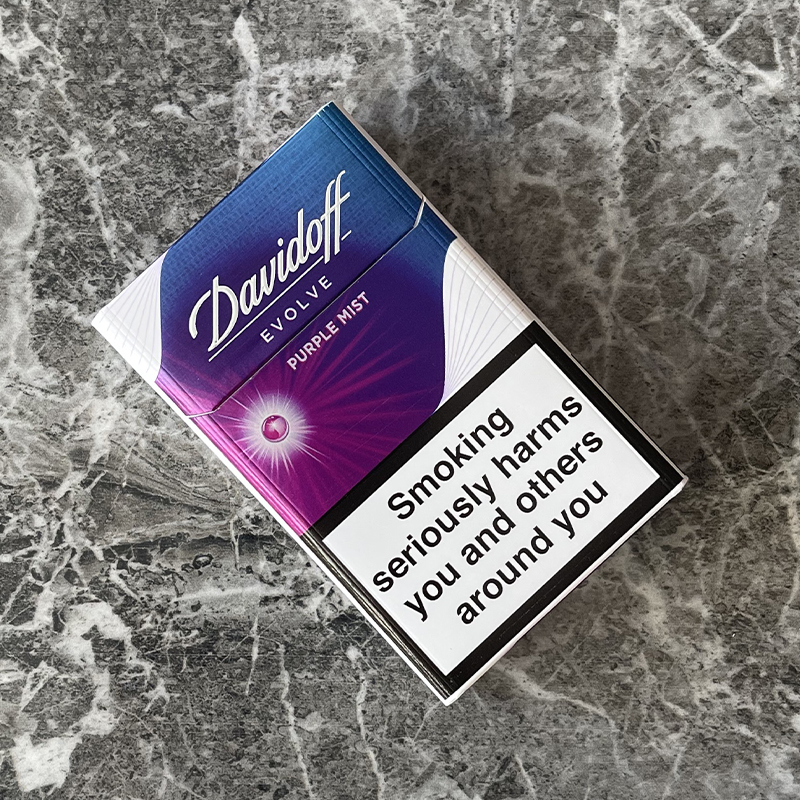 Davidoff
EVOLVE
PURPLE MIST
Smoking
seriously harms
you and others
around you